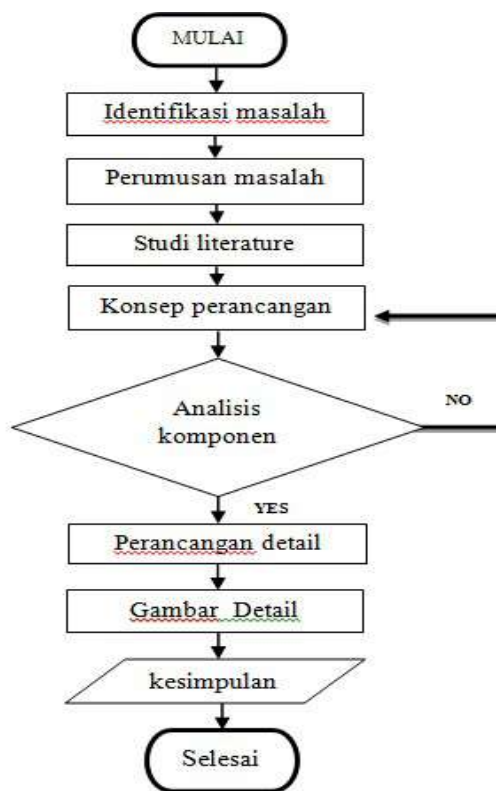 MULAI
Identifikasi masalah
Perumusan masalah
Studi literature
Konsep perancangan
Analisis
komponen
NO
YES
Perancangan detail
Gambar Detail
kesimpulan
Selesai